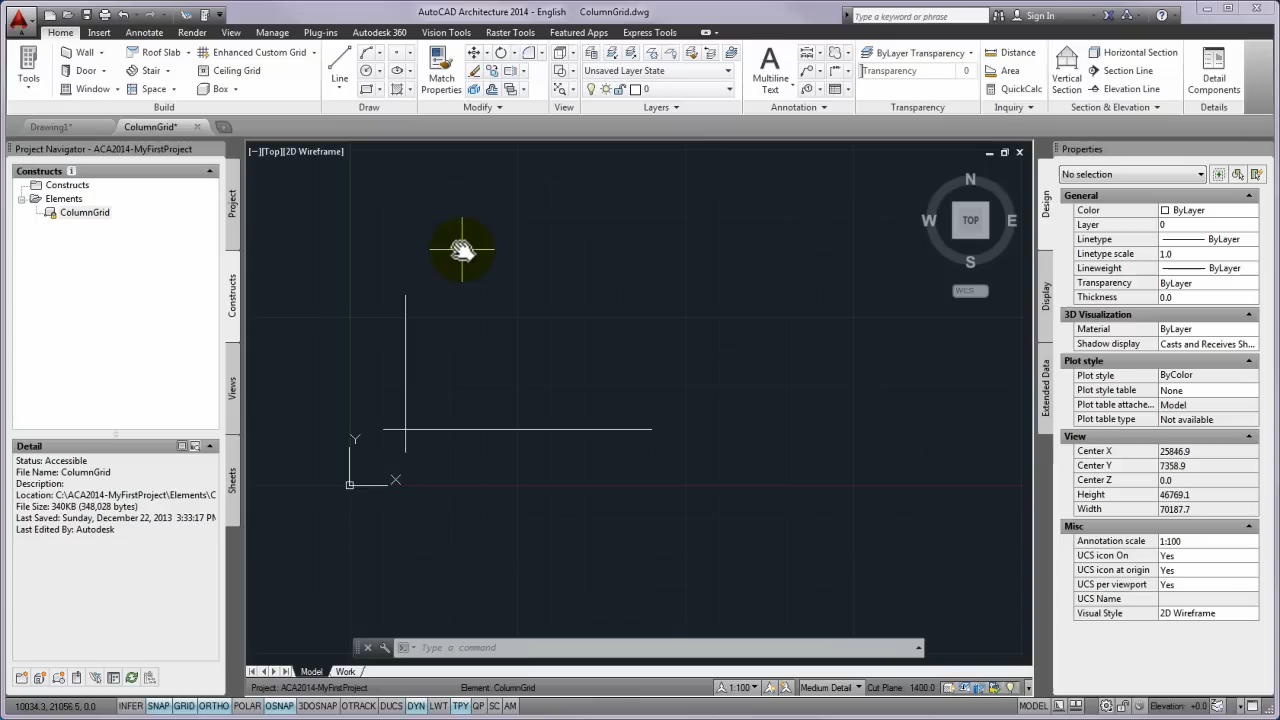 AutoCAD Architecture 2014 - English ColumnGrid.dwg
Type a keyword or phrase
Sign In
Home Insert Annotate Render View Manage Plug-ins Autodesk 360 Vision Tools Raster Tools Featured Apps Express Tools
Tools
Wall
Roof Slab
Enhanced Custom Grid
Door
Stair
Ceiling Grid
Window
Space
Box
Build
Line
Draw
Match
Properties
Modify
View
Unsaved Layer State
0
Layers
Multiline
Text
Annotation
ByLayer Transparency
Transparency 0
Transparency
Distance
Area
QuickCalc
Inquiry
Vertical
Section
Horizontal Section
Section Line
Elevation Line
Section & Elevation
Detail
Components
Details
Drawing1*
ColumnGrid*
Project Navigator - ACA2014-MyFirstProject
Constructs
Constructs
Elements
ColumnGrid
Project
Constructs
Views
Sheets
Detail
Status: Accessible
File Name: ColumnGrid
Description:
Location: C:\ACA2014-MyFirstProject\Elements\C
File Size: 340KB (348,028 bytes)
Last Saved: Sunday, December 22, 2013 3:33:17 PM
Last Edited By: Autodesk
[−][Top][2D Wireframe]
N
W TOP E
S
WCS
Y
X
Type a command
Model Work
Project: ACA2014-MyFirstProject Element: ColumnGrid
1:100 Medium Detail Cut Plane: 1400.0
10034.3, 21056.5, 0.0 INFER SNAP GRID ORTHO POLAR OSNAP 3DOSNAP OTRACK DUCS DYN LWT TPY QP SC AM
MODEL
Elevation: +0.0
Properties
Design
Display
Extended Data
No selection
General
Color ByLayer
Layer 0
Linetype ByLayer
Linetype scale 1.0
Lineweight ByLayer
Transparency ByLayer
Thickness 0.0
3D Visualization
Material ByLayer
Shadow display Casts and Receives Sh...
Plot style
Plot style ByColor
Plot style table None
Plot table attache... Model
Plot table type Not available
View
Center X 25846.9
Center Y 7358.9
Center Z 0.0
Height 46769.1
Width 70187.7
Misc
Annotation scale 1:100
UCS icon On Yes
UCS icon at origin Yes
UCS per viewport Yes
UCS Name
Visual Style 2D Wireframe